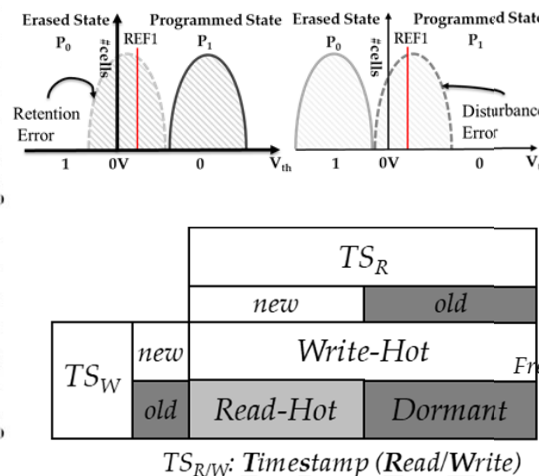 Erased State Programmed State
P0 #cells REF1 P1
Retention
Error
1 0V 0 Vth
Erased State Programmed State
P0 #cells REF1 P1
Disturbance
Error
1 0V 0
TSR
new old
TSW new Write-Hot
old Read-Hot Dormant
TSR/W: Timestamp (Read/Write)